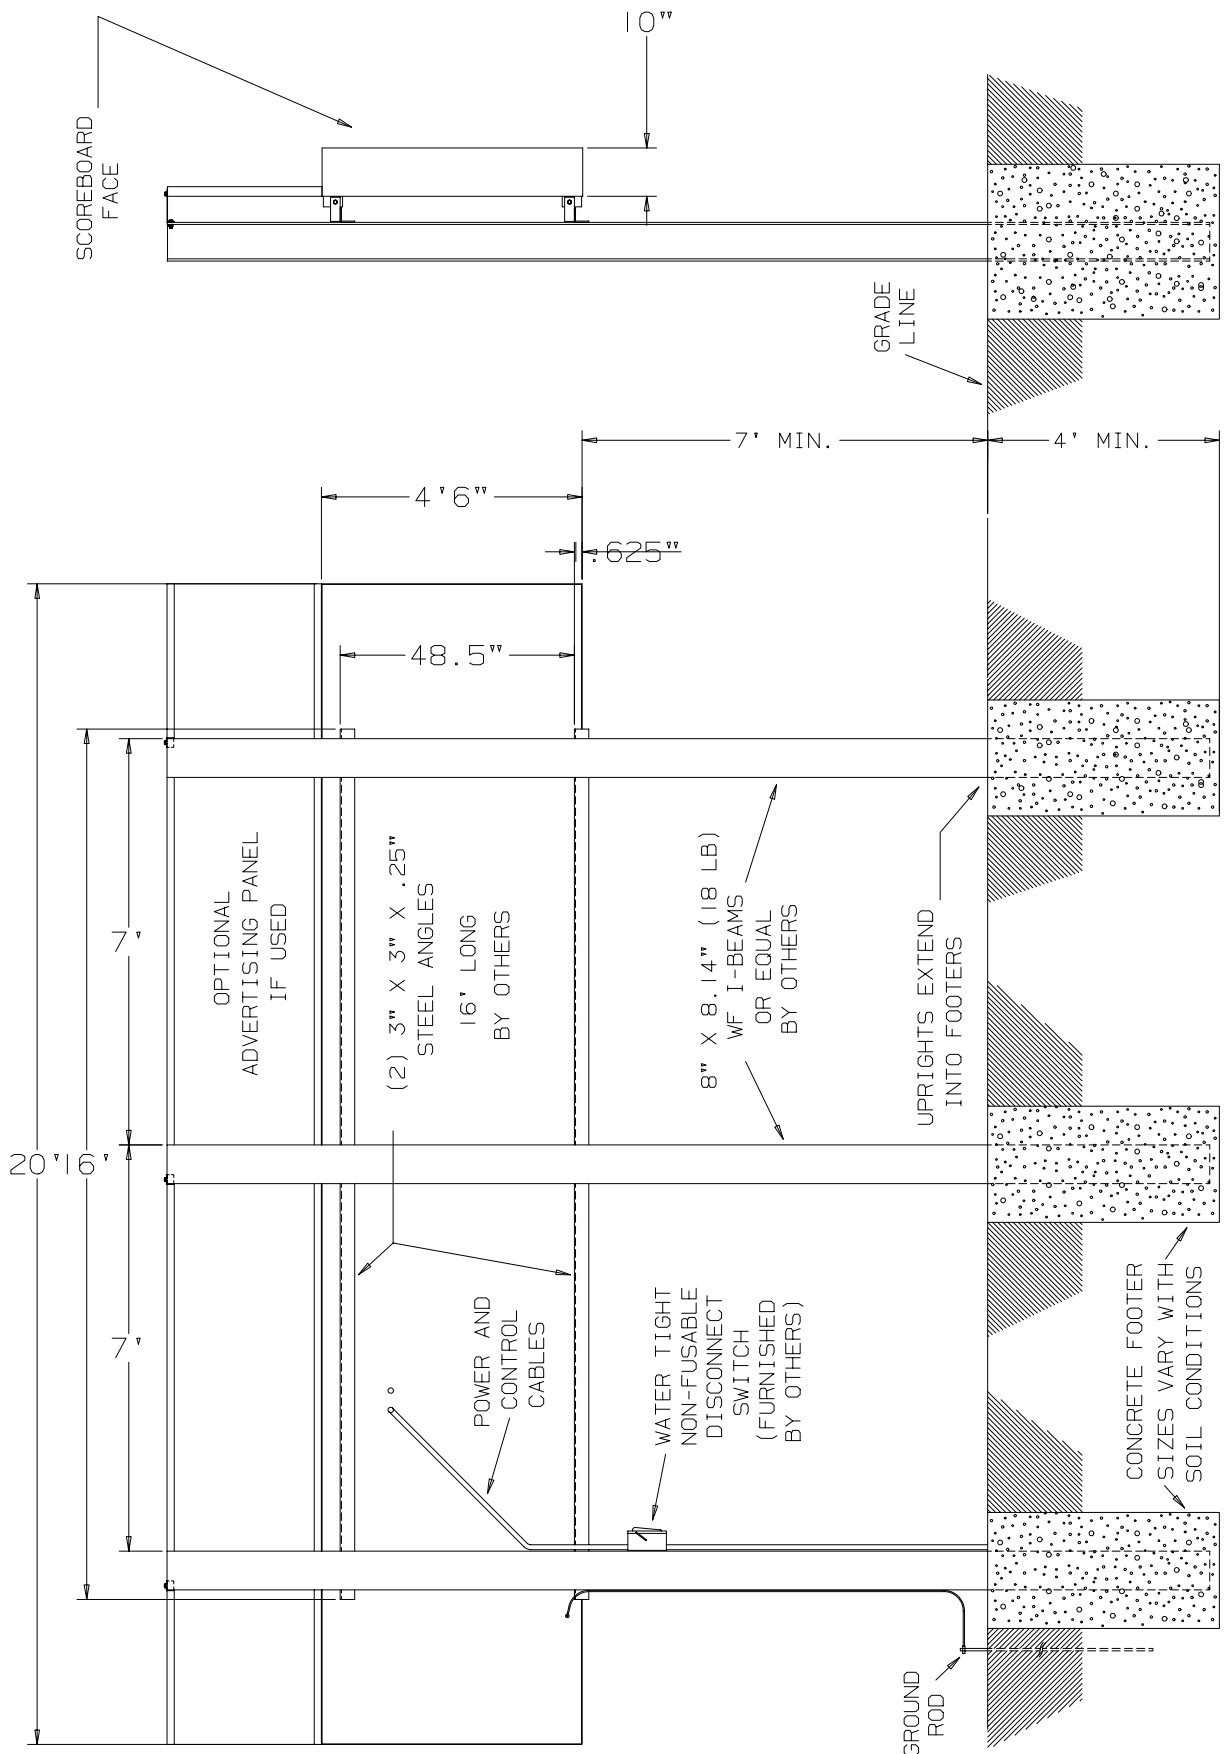 SCOREBOARD
FACE
10"
GRADE
LINE
7' MIN.
4' MIN.
4'6"
.625"
48.5"
20'
16'
7'
7'
OPTIONAL
ADVERTISING PANEL
IF USED
(2) 3" X 3" X .25"
STEEL ANGLES
16' LONG
BY OTHERS
8" X 8.14" (18 LB)
WF I-BEAMS
OR EQUAL
BY OTHERS
UPRIGHTS EXTEND
INTO FOOTERS
POWER AND
CONTROL
CABLES
WATER TIGHT
NON-FUSABLE
DISCONNECT
SWITCH
(FURNISHED
BY OTHERS)
CONCRETE FOOTER
SIZES VARY WITH
SOIL CONDITIONS
GROUND
ROD